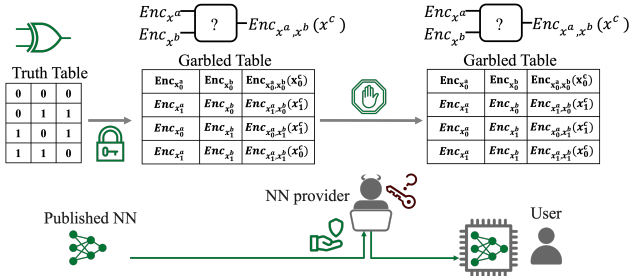 Enc_{x^a}
Enc_{x^b}
?
Enc_{x^a,x^b}(x^c)
Enc_{x^a}
Enc_{x^b}
?
Enc_{x^a,x^b}(x^c)
Truth Table
0 0 0
0 1 1
1 0 1
1 1 0
Garbled Table
Enc_{x_0^a} Enc_{x_0^b} Enc_{x_0^a,x_0^b}(x_0^c)
Enc_{x_1^a} Enc_{x_0^b} Enc_{x_1^a,x_0^b}(x_1^c)
Enc_{x_0^a} Enc_{x_1^b} Enc_{x_0^a,x_1^b}(x_1^c)
Enc_{x_1^a} Enc_{x_1^b} Enc_{x_1^a,x_1^b}(x_0^c)
Garbled Table
Enc_{x_0^a} Enc_{x_0^b} Enc_{x_0^a,x_0^b}(x_0^c)
Enc_{x_1^a} Enc_{x_0^b} Enc_{x_1^a,x_0^b}(x_1^c)
Enc_{x_0^a} Enc_{x_1^b} Enc_{x_0^a,x_1^b}(x_1^c)
Enc_{x_1^a} Enc_{x_1^b} Enc_{x_1^a,x_1^b}(x_0^c)
NN provider
?
Published NN
User